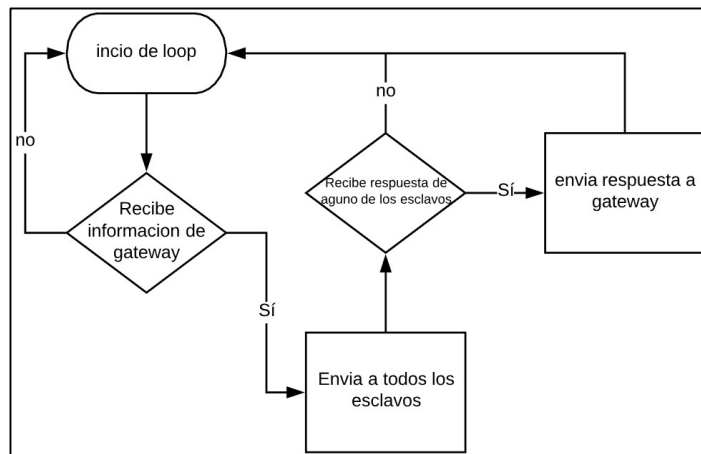 incio de loop
no
Recibe
informacion de
gateway
Sí
Envia a todos los
esclavos
Recibe respuesta de
aguno de los esclavos
no
Sí
envia respuesta a
gateway